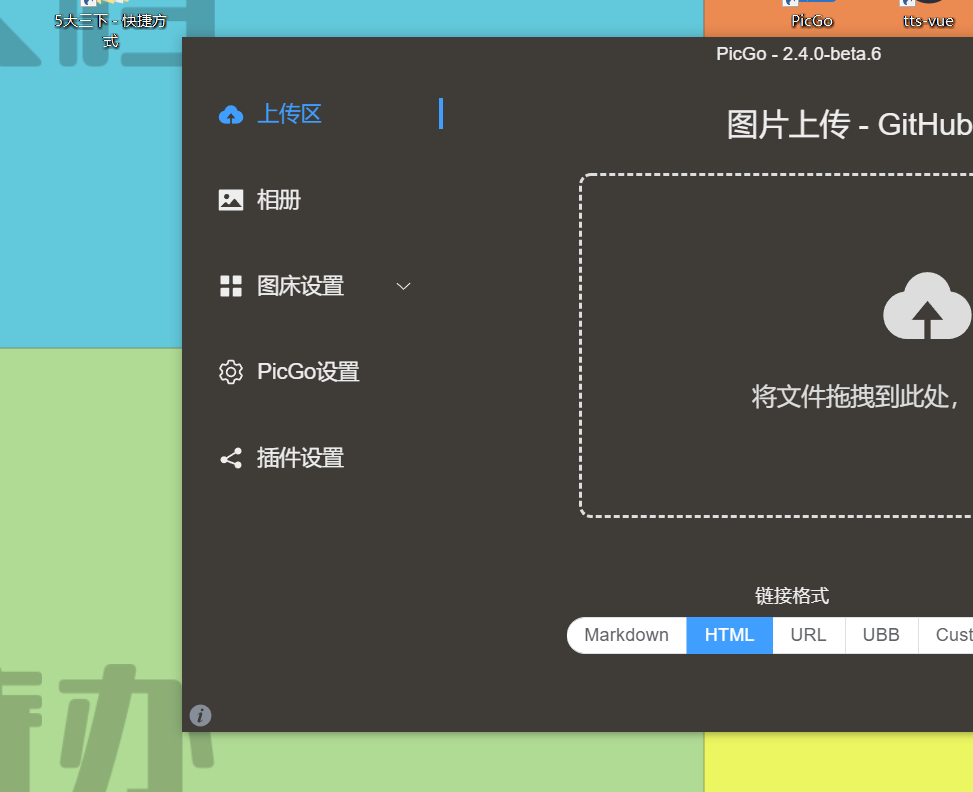 5大三下 - 快捷方
式
PicGo
tts-vue
PicGo - 2.4.0-beta.6
上传区
图片上传 - GitHub
相册
图床设置
PicGo设置
将文件拖拽到此处，
插件设置
链接格式
Markdown HTML URL UBB Cust
办